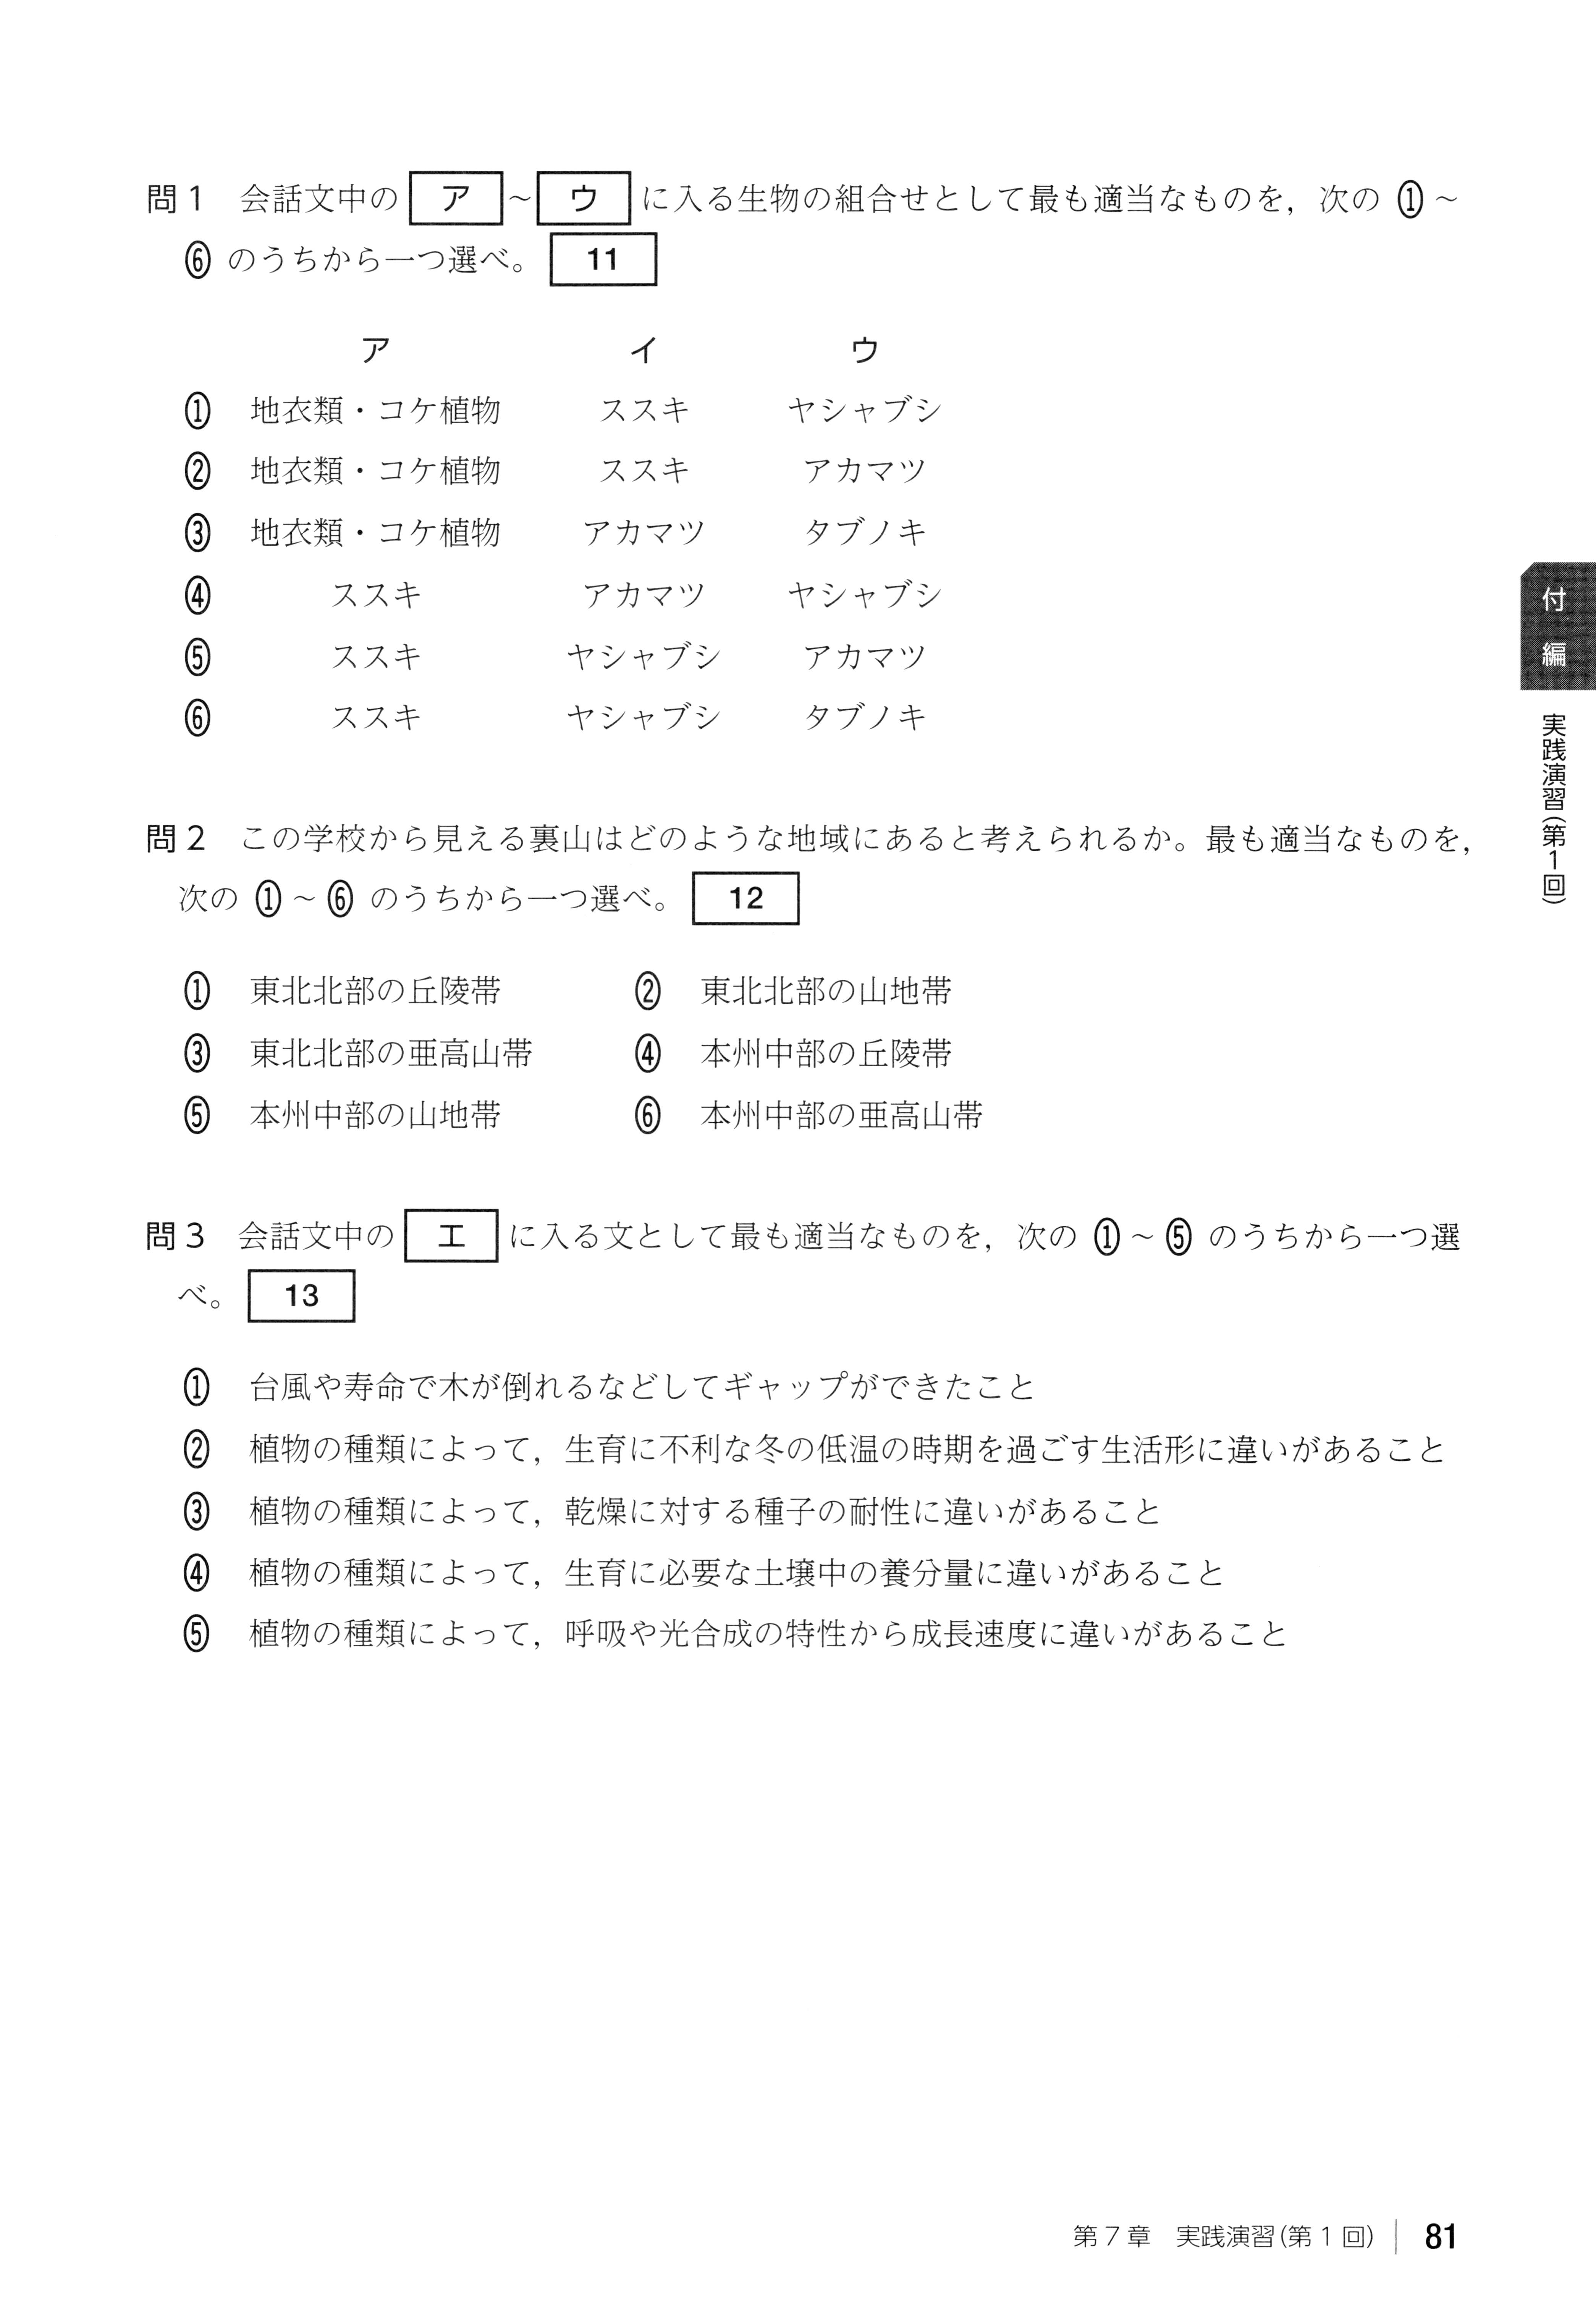 問1 会話文中の ア ～ ウ に入る生物の組合せとして最も適当なものを，次の ① ～
⑥ のうちから一つ選べ。 11
ア イ ウ
① 地衣類・コケ植物 ススキ ヤシャブシ
② 地衣類・コケ植物 ススキ アカマツ
③ 地衣類・コケ植物 アカマツ タブノキ
④ ススキ アカマツ ヤシャブシ
⑤ ススキ ヤシャブシ アカマツ
⑥ ススキ ヤシャブシ タブノキ
問2 この学校から見える裏山はどのような地域にあると考えられるか。最も適当なものを，
次の ① ～ ⑥ のうちから一つ選べ。 12
① 東北北部の丘陵帯 ② 東北北部の山地帯
③ 東北北部の亜高山帯 ④ 本州中部の丘陵帯
⑤ 本州中部の山地帯 ⑥ 本州中部の亜高山帯
問3 会話文中の エ に入る文として最も適当なものを，次の ① ～ ⑤ のうちから一つ選
べ。 13
① 台風や寿命で木が倒れるなどしてギャップができたこと
② 植物の種類によって，生育に不利な冬の低温の時期を過ごす生活形に違いがあること
③ 植物の種類によって，乾燥に対する種子の耐性に違いがあること
④ 植物の種類によって，生育に必要な土壌中の養分量に違いがあること
⑤ 植物の種類によって，呼吸や光合成の特性から成長速度に違いがあること
付編
実践演習(第1回)
第7章 実践演習(第1回) 81